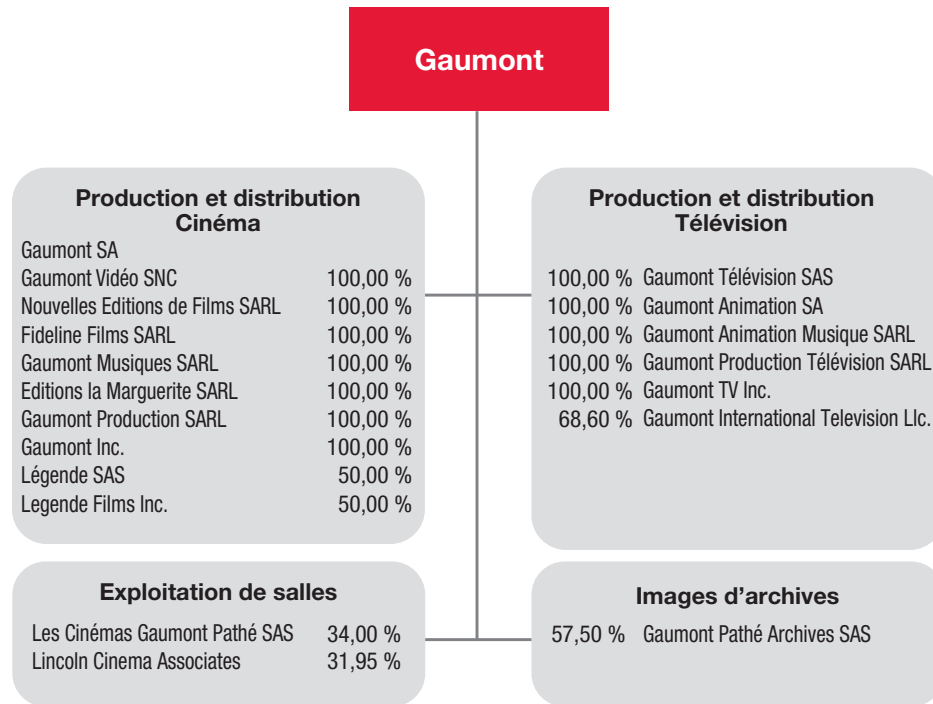 Gaumont
Production et distribution
Cinéma
Gaumont SA
Gaumont Vidéo SNC 100,00 %
Nouvelles Editions de Films SARL 100,00 %
Fideline Films SARL 100,00 %
Gaumont Musiques SARL 100,00 %
Editions la Marguerite SARL 100,00 %
Gaumont Production SARL 100,00 %
Gaumont Inc. 100,00 %
Légende SAS 50,00 %
Legende Films Inc. 50,00 %
Production et distribution
Télévision
100,00 % Gaumont Télévision SAS
100,00 % Gaumont Animation SA
100,00 % Gaumont Animation Musique SARL
100,00 % Gaumont Production Télévision SARL
100,00 % Gaumont TV Inc.
68,60 % Gaumont International Television Llc.
Exploitation de salles
Les Cinémas Gaumont Pathé SAS 34,00 %
Lincoln Cinema Associates 31,95 %
Images d’archives
57,50 % Gaumont Pathé Archives SAS